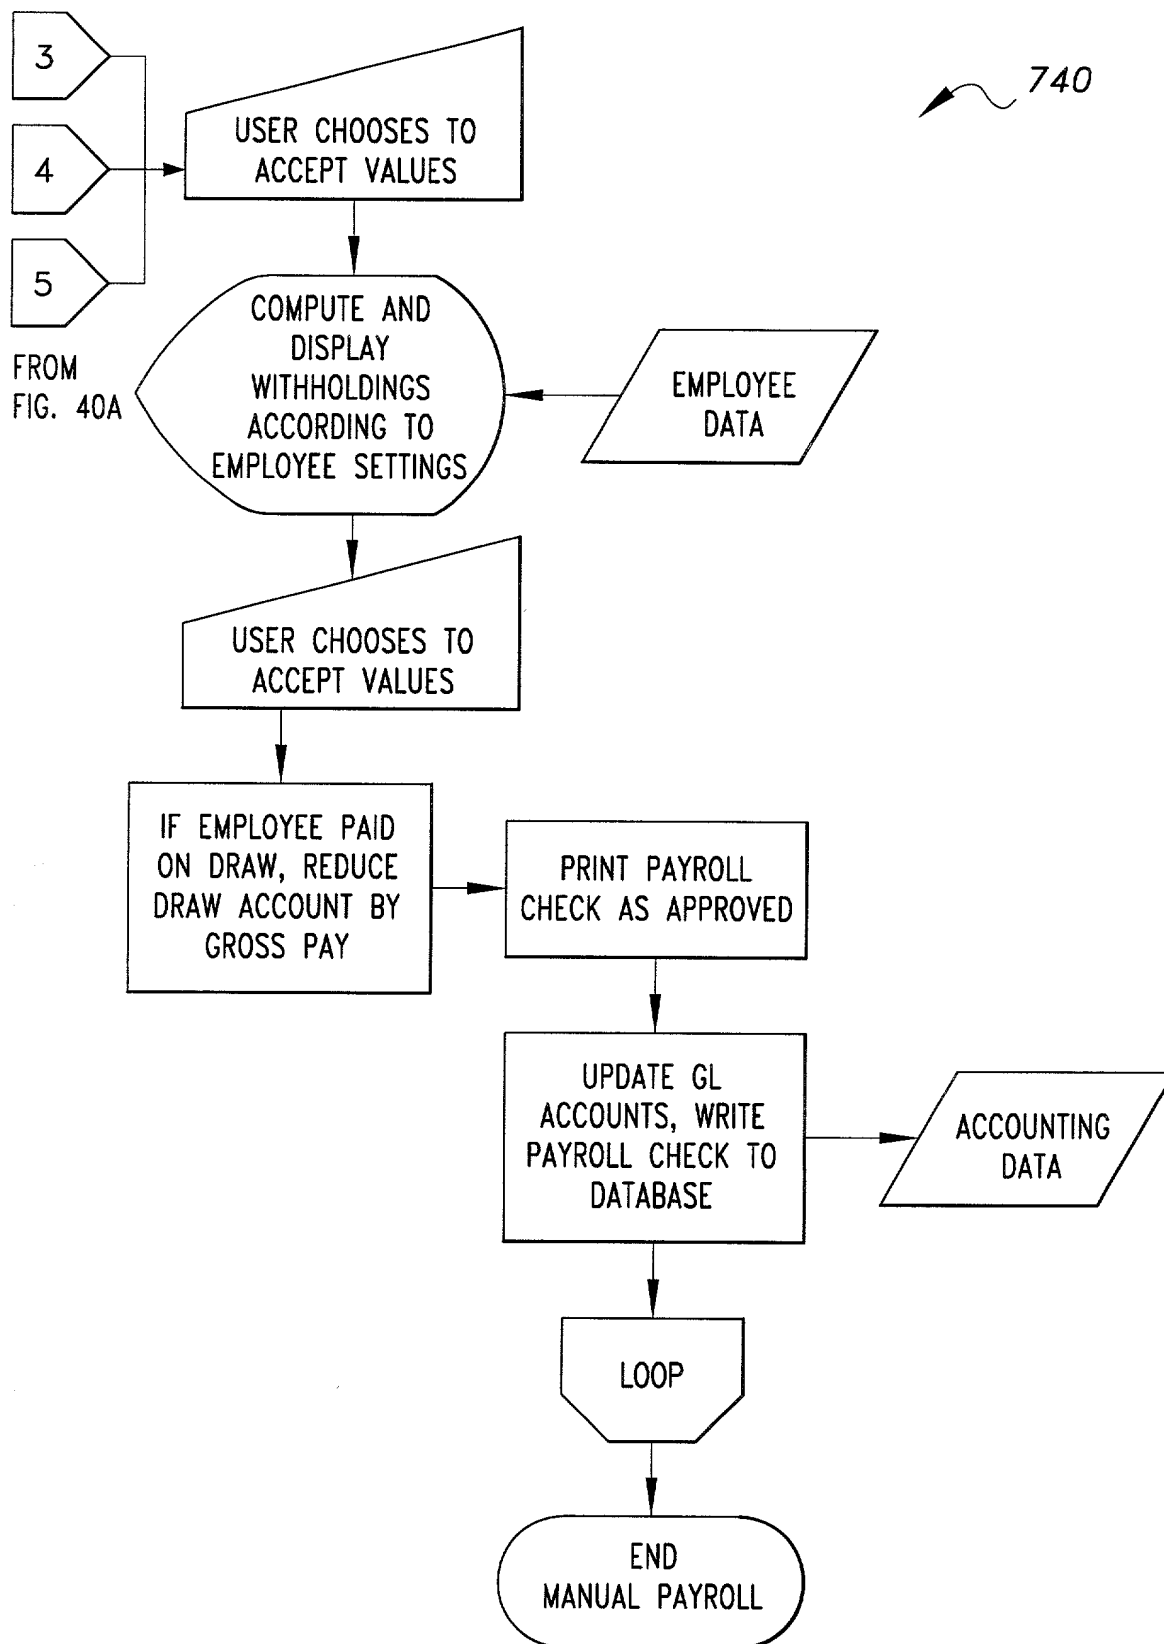 3
740
USER CHOOSES TO
ACCEPT VALUES
4
5
FROM
FIG. 40A
COMPUTE AND
DISPLAY
WITHHOLDINGS
ACCORDING TO
EMPLOYEE SETTINGS
EMPLOYEE
DATA
USER CHOOSES TO
ACCEPT VALUES
IF EMPLOYEE PAID
ON DRAW, REDUCE
DRAW ACCOUNT BY
GROSS PAY
PRINT PAYROLL
CHECK AS APPROVED
UPDATE GL
ACCOUNTS, WRITE
PAYROLL CHECK TO
DATABASE
ACCOUNTING
DATA
LOOP
END
MANUAL PAYROLL